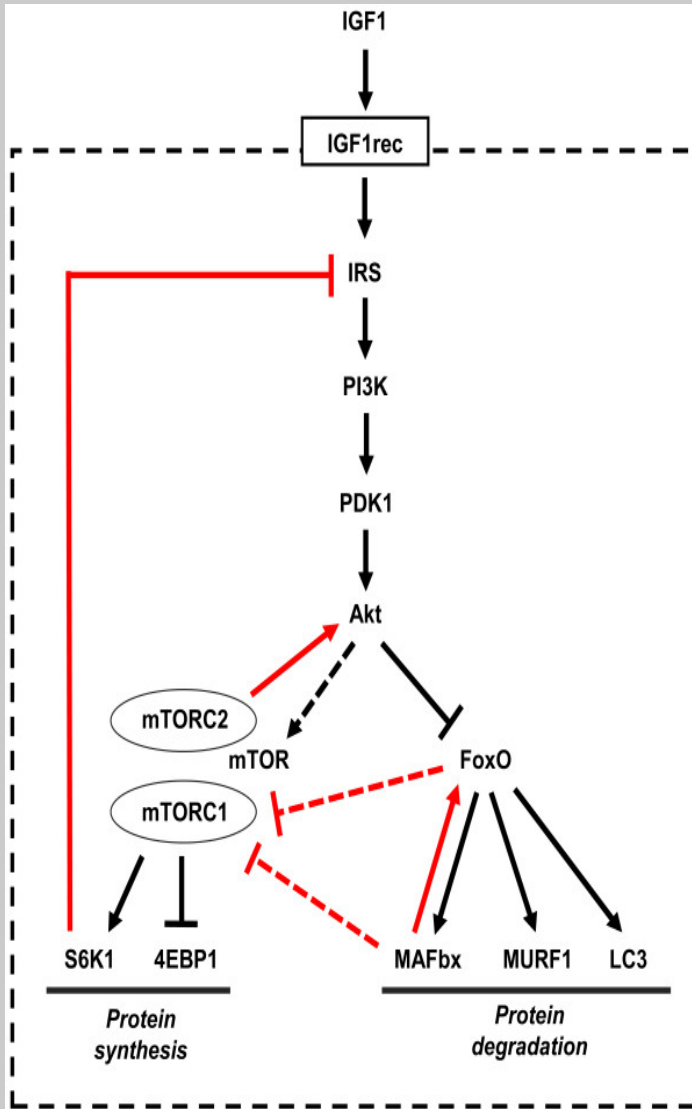 IGF1
IGF1rec
IRS
PI3K
PDK1
Akt
mTORC2
mTOR
FoxO
mTORC1
S6K1
4EBP1
MAFbx
MURF1
LC3
Protein
synthesis
Protein
degradation